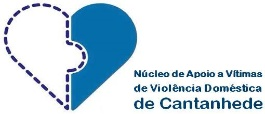 Núcleo de Apoio a Vítimas
de Violência Doméstica
de Cantanhede